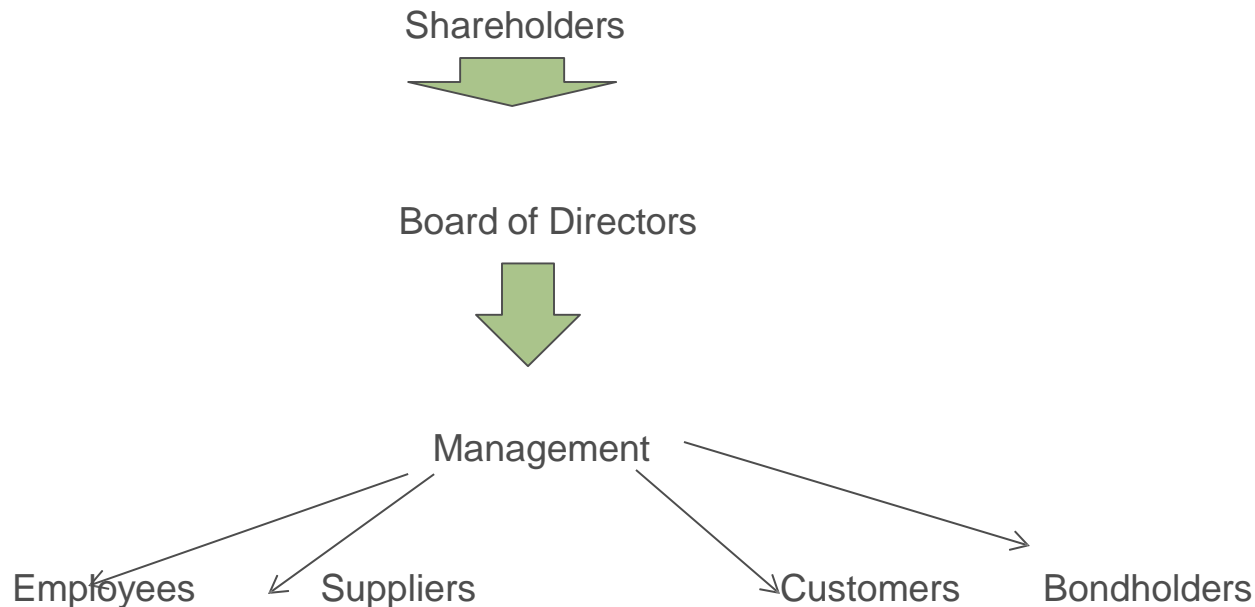 Shareholders
Board of Directors
Management
Employees Suppliers Customers Bondholders